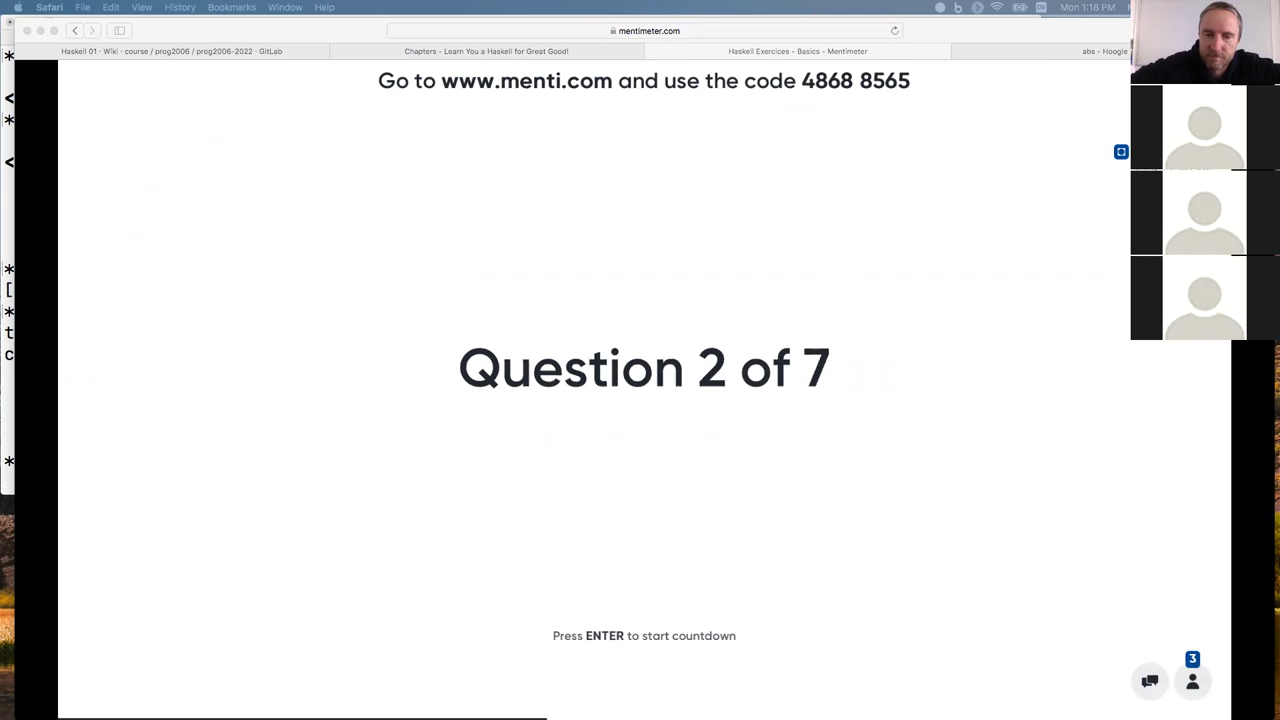 Safari File Edit View History Bookmarks Window Help Mon 1:18 PM
mentimeter.com
Haskell 01 · Wiki · course / prog2006 / prog2006-2022 · GitLab
Chapters - Learn You a Haskell for Great Good!
Haskell Exercices - Basics - Mentimeter
abs - Hoogle
Go to www.menti.com and use the code 4868 8565
Question 2 of 7
Press ENTER to start countdown
3